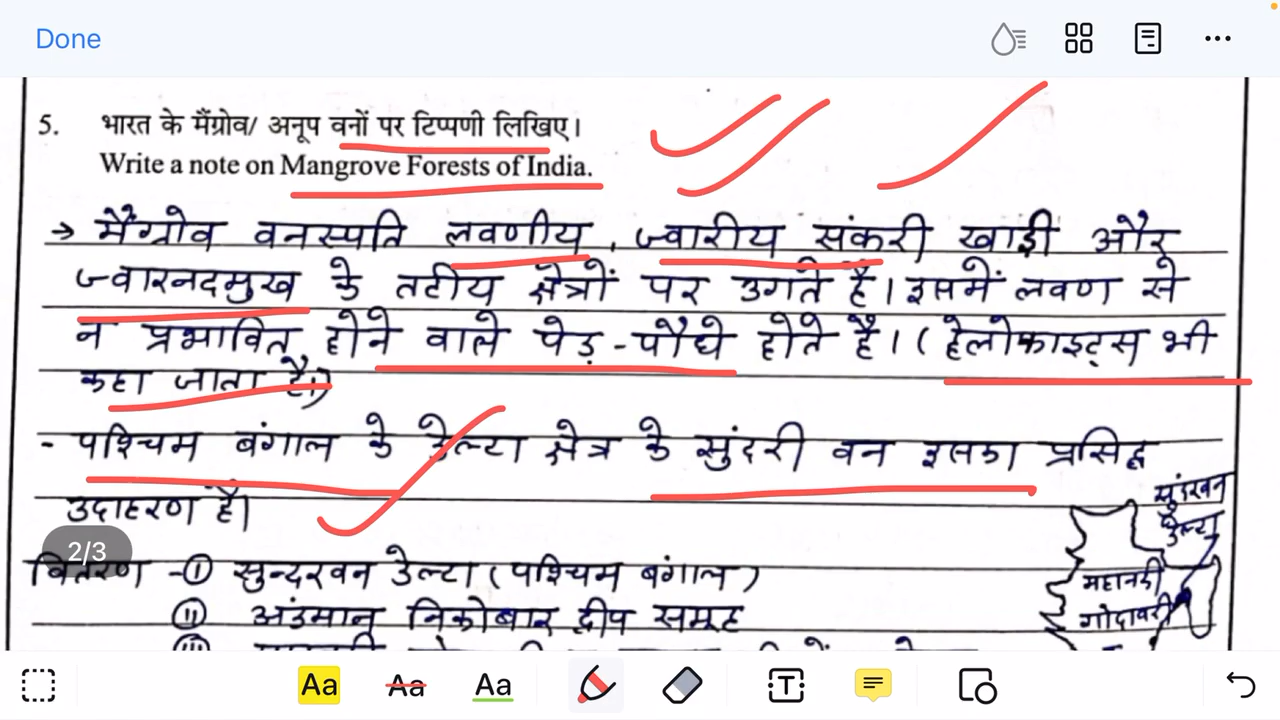 Done
5. भारत के मैंग्रोव/ अनूप वनों पर टिप्पणी लिखिए।
Write a note on Mangrove Forests of India.
→ मैंग्रोव वनस्पति लवणीय, ज्वारीय संकरी खाड़ी और
ज्वारनदमुख के तटीय क्षेत्रों पर उगते है। इसमें लवण से
न प्रभावित होने वाले पेड़-पौधे होते है। (हेलोफाइट्स भी
कहा जाता है।)
- पश्चिम बंगाल के डेल्टा क्षेत्र के सुंदरी वन इसका प्रसिद्ध
उदाहरण है।
सुंदरवन
डेल्टा
2/3
वितरण -① सुन्दरवन डेल्टा (पश्चिम बंगाल)
महानदी
(ii) अंडमान निकोबार द्वीप समूह
गोदावरी
(iii)
Aa Aa Aa T